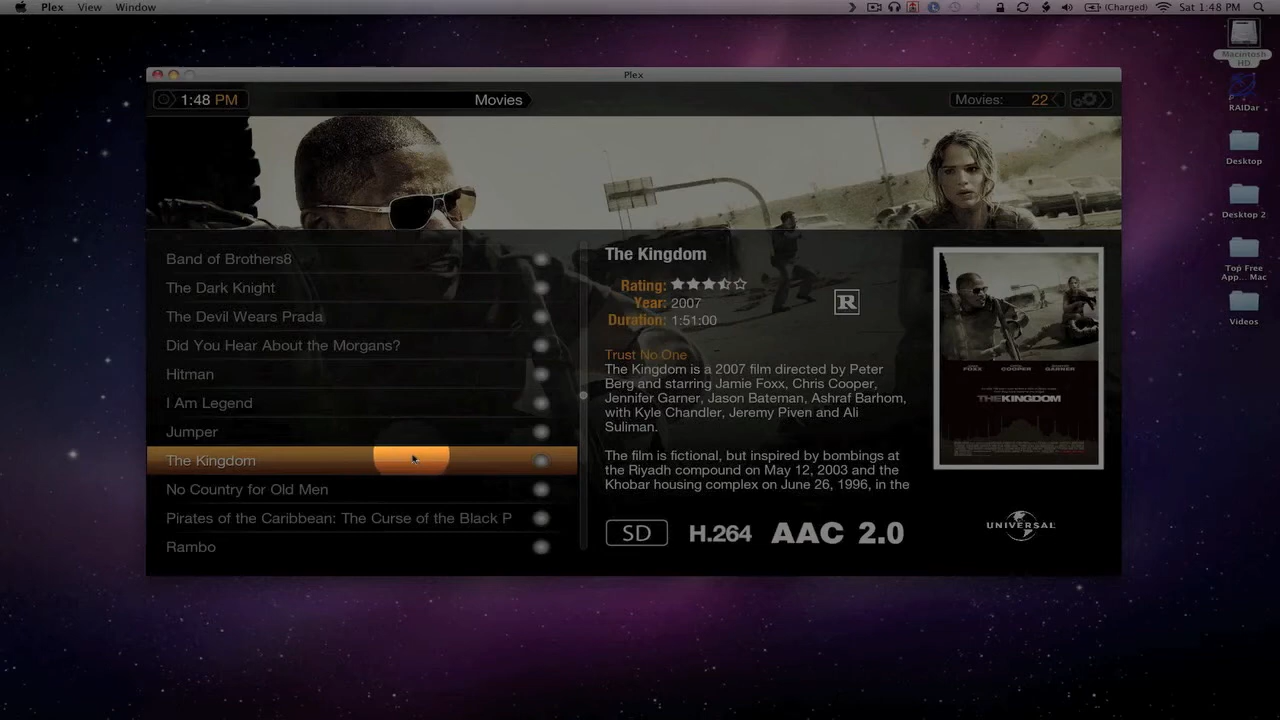 Plex View Window
(Charged) Sat 1:48 PM
Macintosh HD
RAIDar
Desktop
Desktop 2
Top Free App... Mac
Videos
Plex
1:48 PM Movies Movies: 22
Band of Brothers8
The Dark Knight
The Devil Wears Prada
Did You Hear About the Morgans?
Hitman
I Am Legend
Jumper
The Kingdom
No Country for Old Men
Pirates of the Caribbean: The Curse of the Black P
Rambo
The Kingdom
Rating:
Year: 2007
Duration: 1:51:00
R
Trust No One
The Kingdom is a 2007 film directed by Peter
Berg and starring Jamie Foxx, Chris Cooper,
Jennifer Garner, Jason Bateman, Ashraf Barhom,
with Kyle Chandler, Jeremy Piven and Ali
Suliman.
The film is fictional, but inspired by bombings at
the Riyadh compound on May 12, 2003 and the
Khobar housing complex on June 26, 1996, in the
SD H.264 AAC 2.0
FOXX COOPER GARNER
THE KINGDOM
UNIVERSAL